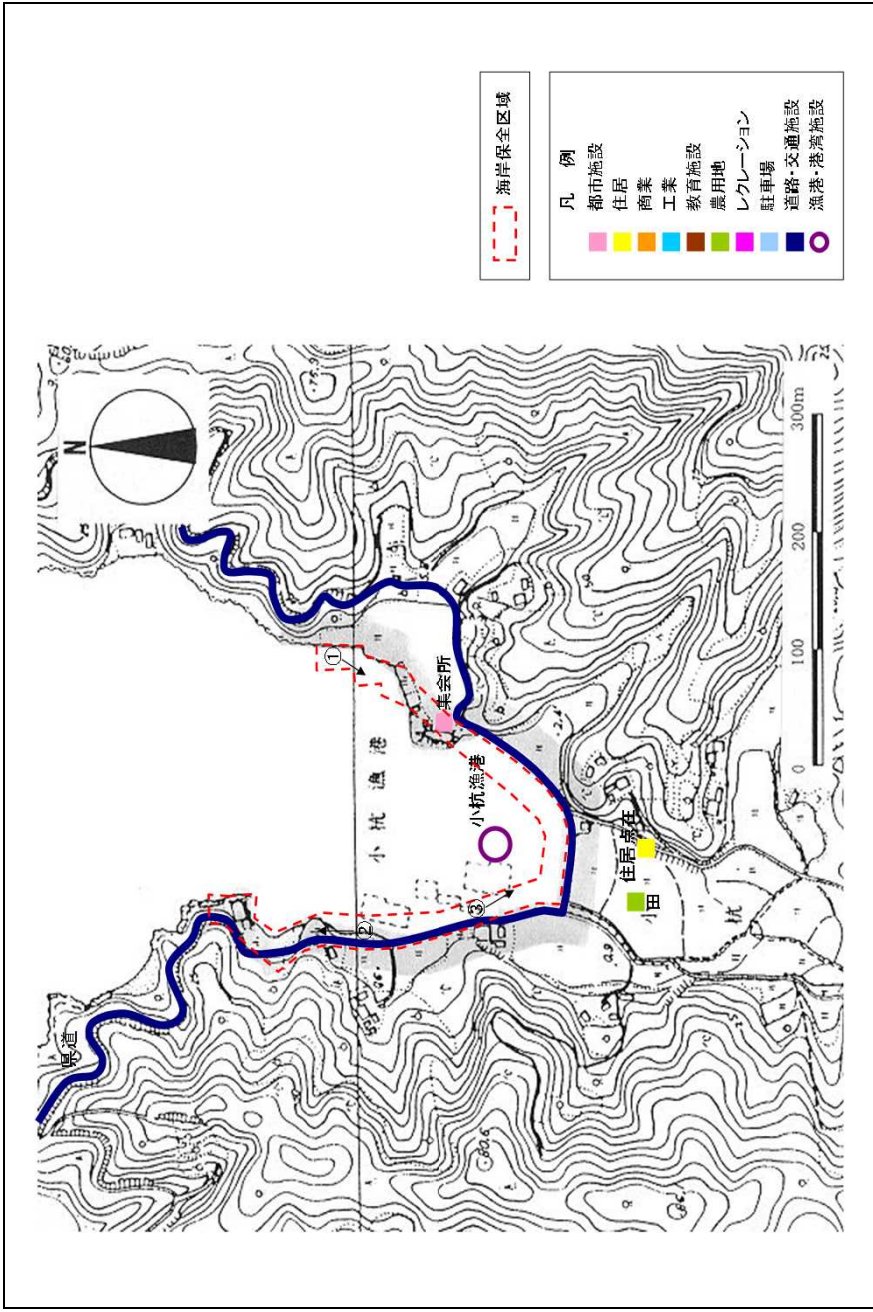 海岸保全区域
凡 例
都市施設
住居
商業
工業
教育施設
農用地
レクレーション
駐車場
道路・交通施設
漁港・港湾施設
N
県道
①
集会所
小杭漁港
小杭漁港
②
③
住居点在
田
小
杭
0 100 200 300m